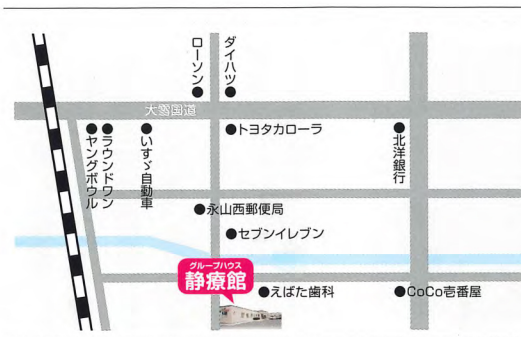 ローソン
ダイハツ
大雪国道
ヤングボウル
ラウンドワン
いすゞ自動車
トヨタカローラ
北洋銀行
永山西郵便局
セブンイレブン
グループハウス
静療館
えばた歯科
CoCo壱番屋